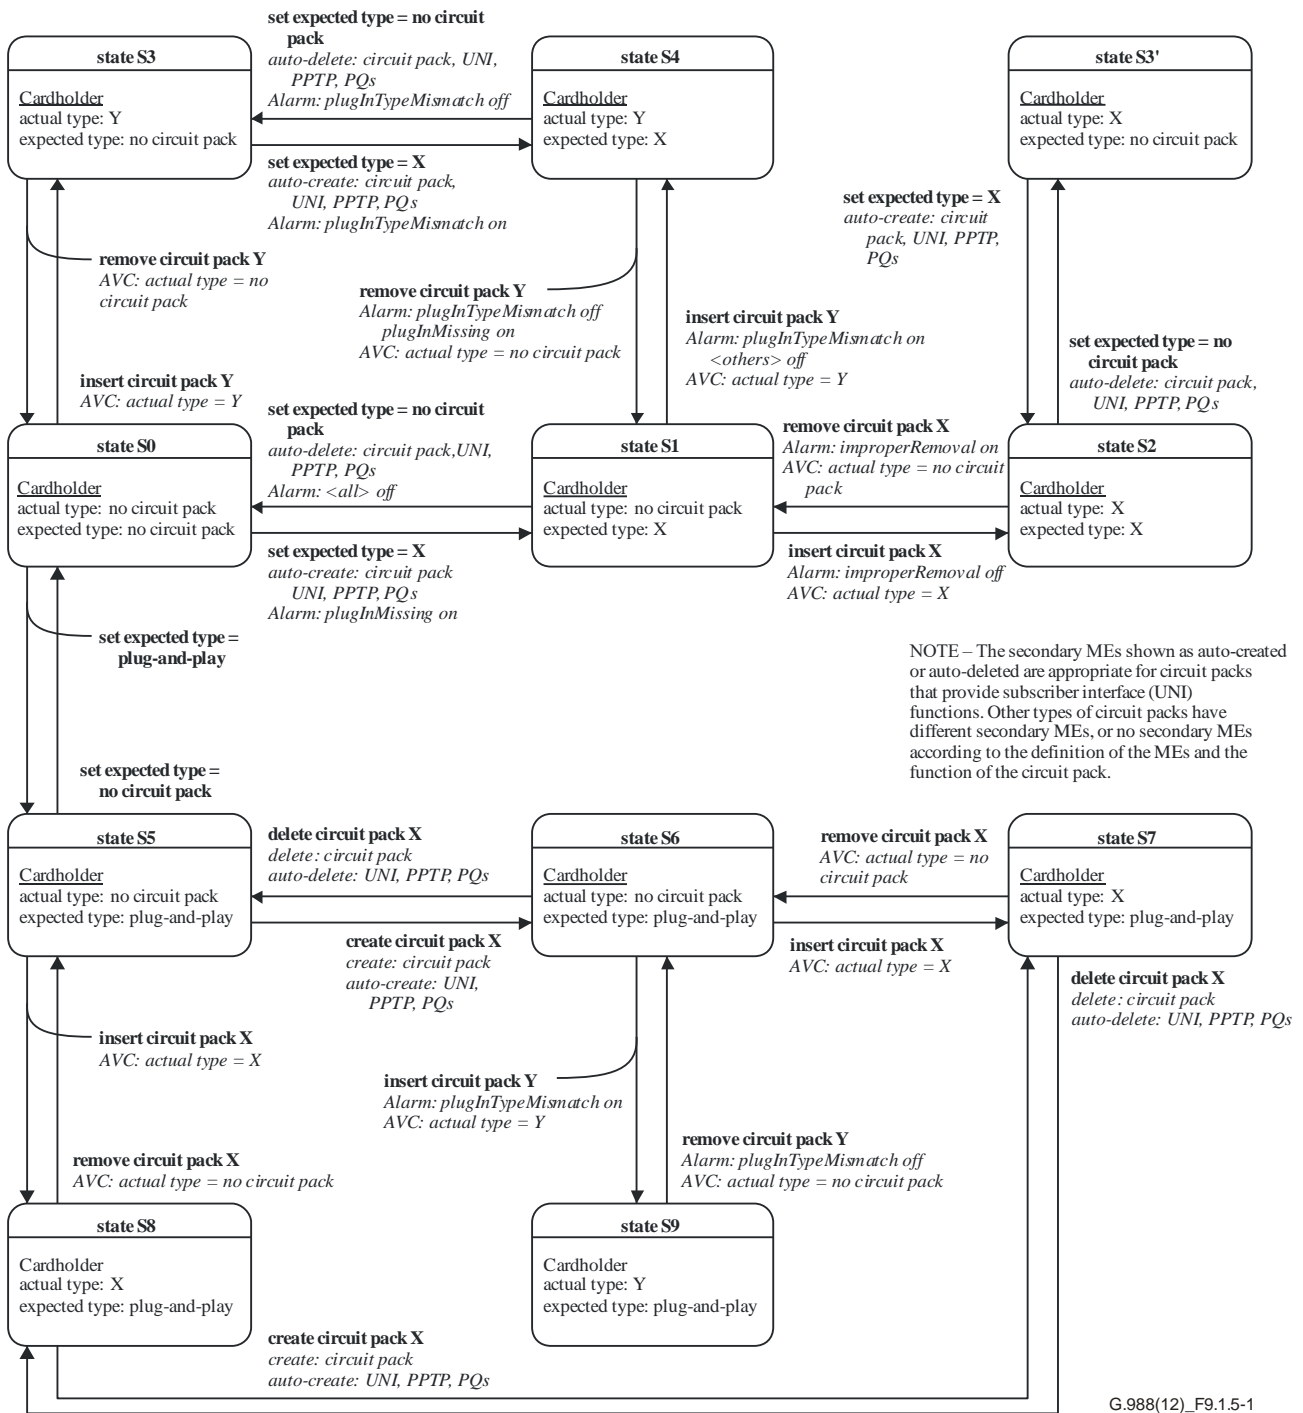 set expected type = no circuit
pack
auto-delete: circuit pack, UNI,
PPTP, PQs
Alarm: plugInTypeMismatch off
state S3
Cardholder
actual type: Y
expected type: no circuit pack
state S4
Cardholder
actual type: Y
expected type: X
state S3'
Cardholder
actual type: X
expected type: no circuit pack
set expected type = X
auto-create: circuit pack,
UNI, PPTP, PQs
Alarm: plugInTypeMismatch on
set expected type = X
auto-create: circuit
pack, UNI, PPTP,
PQs
remove circuit pack Y
AVC: actual type = no
circuit pack
remove circuit pack Y
Alarm: plugInTypeMismatch off
plugInMissing on
AVC: actual type = no circuit pack
insert circuit pack Y
Alarm: plugInTypeMismatch on
<others> off
AVC: actual type = Y
set expected type = no
circuit pack
auto-delete: circuit pack,
UNI, PPTP, PQs
insert circuit pack Y
AVC: actual type = Y
set expected type = no circuit
pack
auto-delete: circuit pack,UNI,
PPTP, PQs
Alarm: <all> off
remove circuit pack X
Alarm: improperRemoval on
AVC: actual type = no circuit
pack
state S0
Cardholder
actual type: no circuit pack
expected type: no circuit pack
state S1
Cardholder
actual type: no circuit pack
expected type: X
state S2
Cardholder
actual type: X
expected type: X
set expected type = X
auto-create: circuit pack
UNI, PPTP, PQs
Alarm: plugInMissing on
insert circuit pack X
Alarm: improperRemoval off
AVC: actual type = X
set expected type =
plug-and-play
NOTE – The secondary MEs shown as auto-created
or auto-deleted are appropriate for circuit packs
that provide subscriber interface (UNI)
functions. Other types of circuit packs have
different secondary MEs, or no secondary MEs
according to the definition of the MEs and the
function of the circuit pack.
set expected type =
no circuit pack
state S5
Cardholder
actual type: no circuit pack
expected type: plug-and-play
delete circuit pack X
delete: circuit pack
auto-delete: UNI, PPTP, PQs
state S6
Cardholder
actual type: no circuit pack
expected type: plug-and-play
remove circuit pack X
AVC: actual type = no
circuit pack
state S7
Cardholder
actual type: X
expected type: plug-and-play
create circuit pack X
create: circuit pack
auto-create: UNI,
PPTP, PQs
insert circuit pack X
AVC: actual type = X
delete circuit pack X
delete: circuit pack
auto-delete: UNI, PPTP, PQs
insert circuit pack X
AVC: actual type = X
insert circuit pack Y
Alarm: plugInTypeMismatch on
AVC: actual type = Y
remove circuit pack X
AVC: actual type = no circuit pack
remove circuit pack Y
Alarm: plugInTypeMismatch off
AVC: actual type = no circuit pack
state S8
Cardholder
actual type: X
expected type: plug-and-play
state S9
Cardholder
actual type: Y
expected type: plug-and-play
create circuit pack X
create: circuit pack
auto-create: UNI, PPTP, PQs
G.988(12)_F9.1.5-1